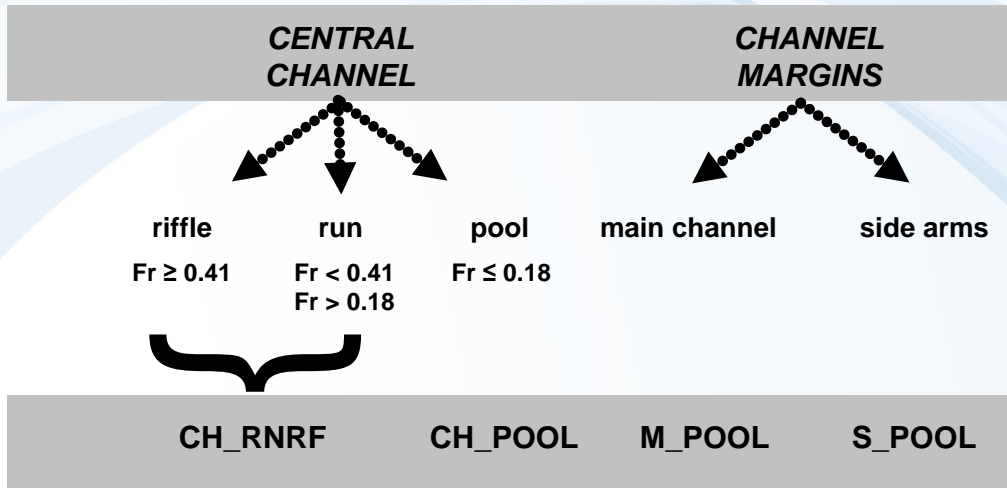 CENTRAL
CHANNEL
CHANNEL
MARGINS
riffle
run
pool
main channel
side arms
Fr ≥ 0.41
Fr < 0.41
Fr > 0.18
Fr ≤ 0.18
CH_RNRF
CH_POOL
M_POOL
S_POOL